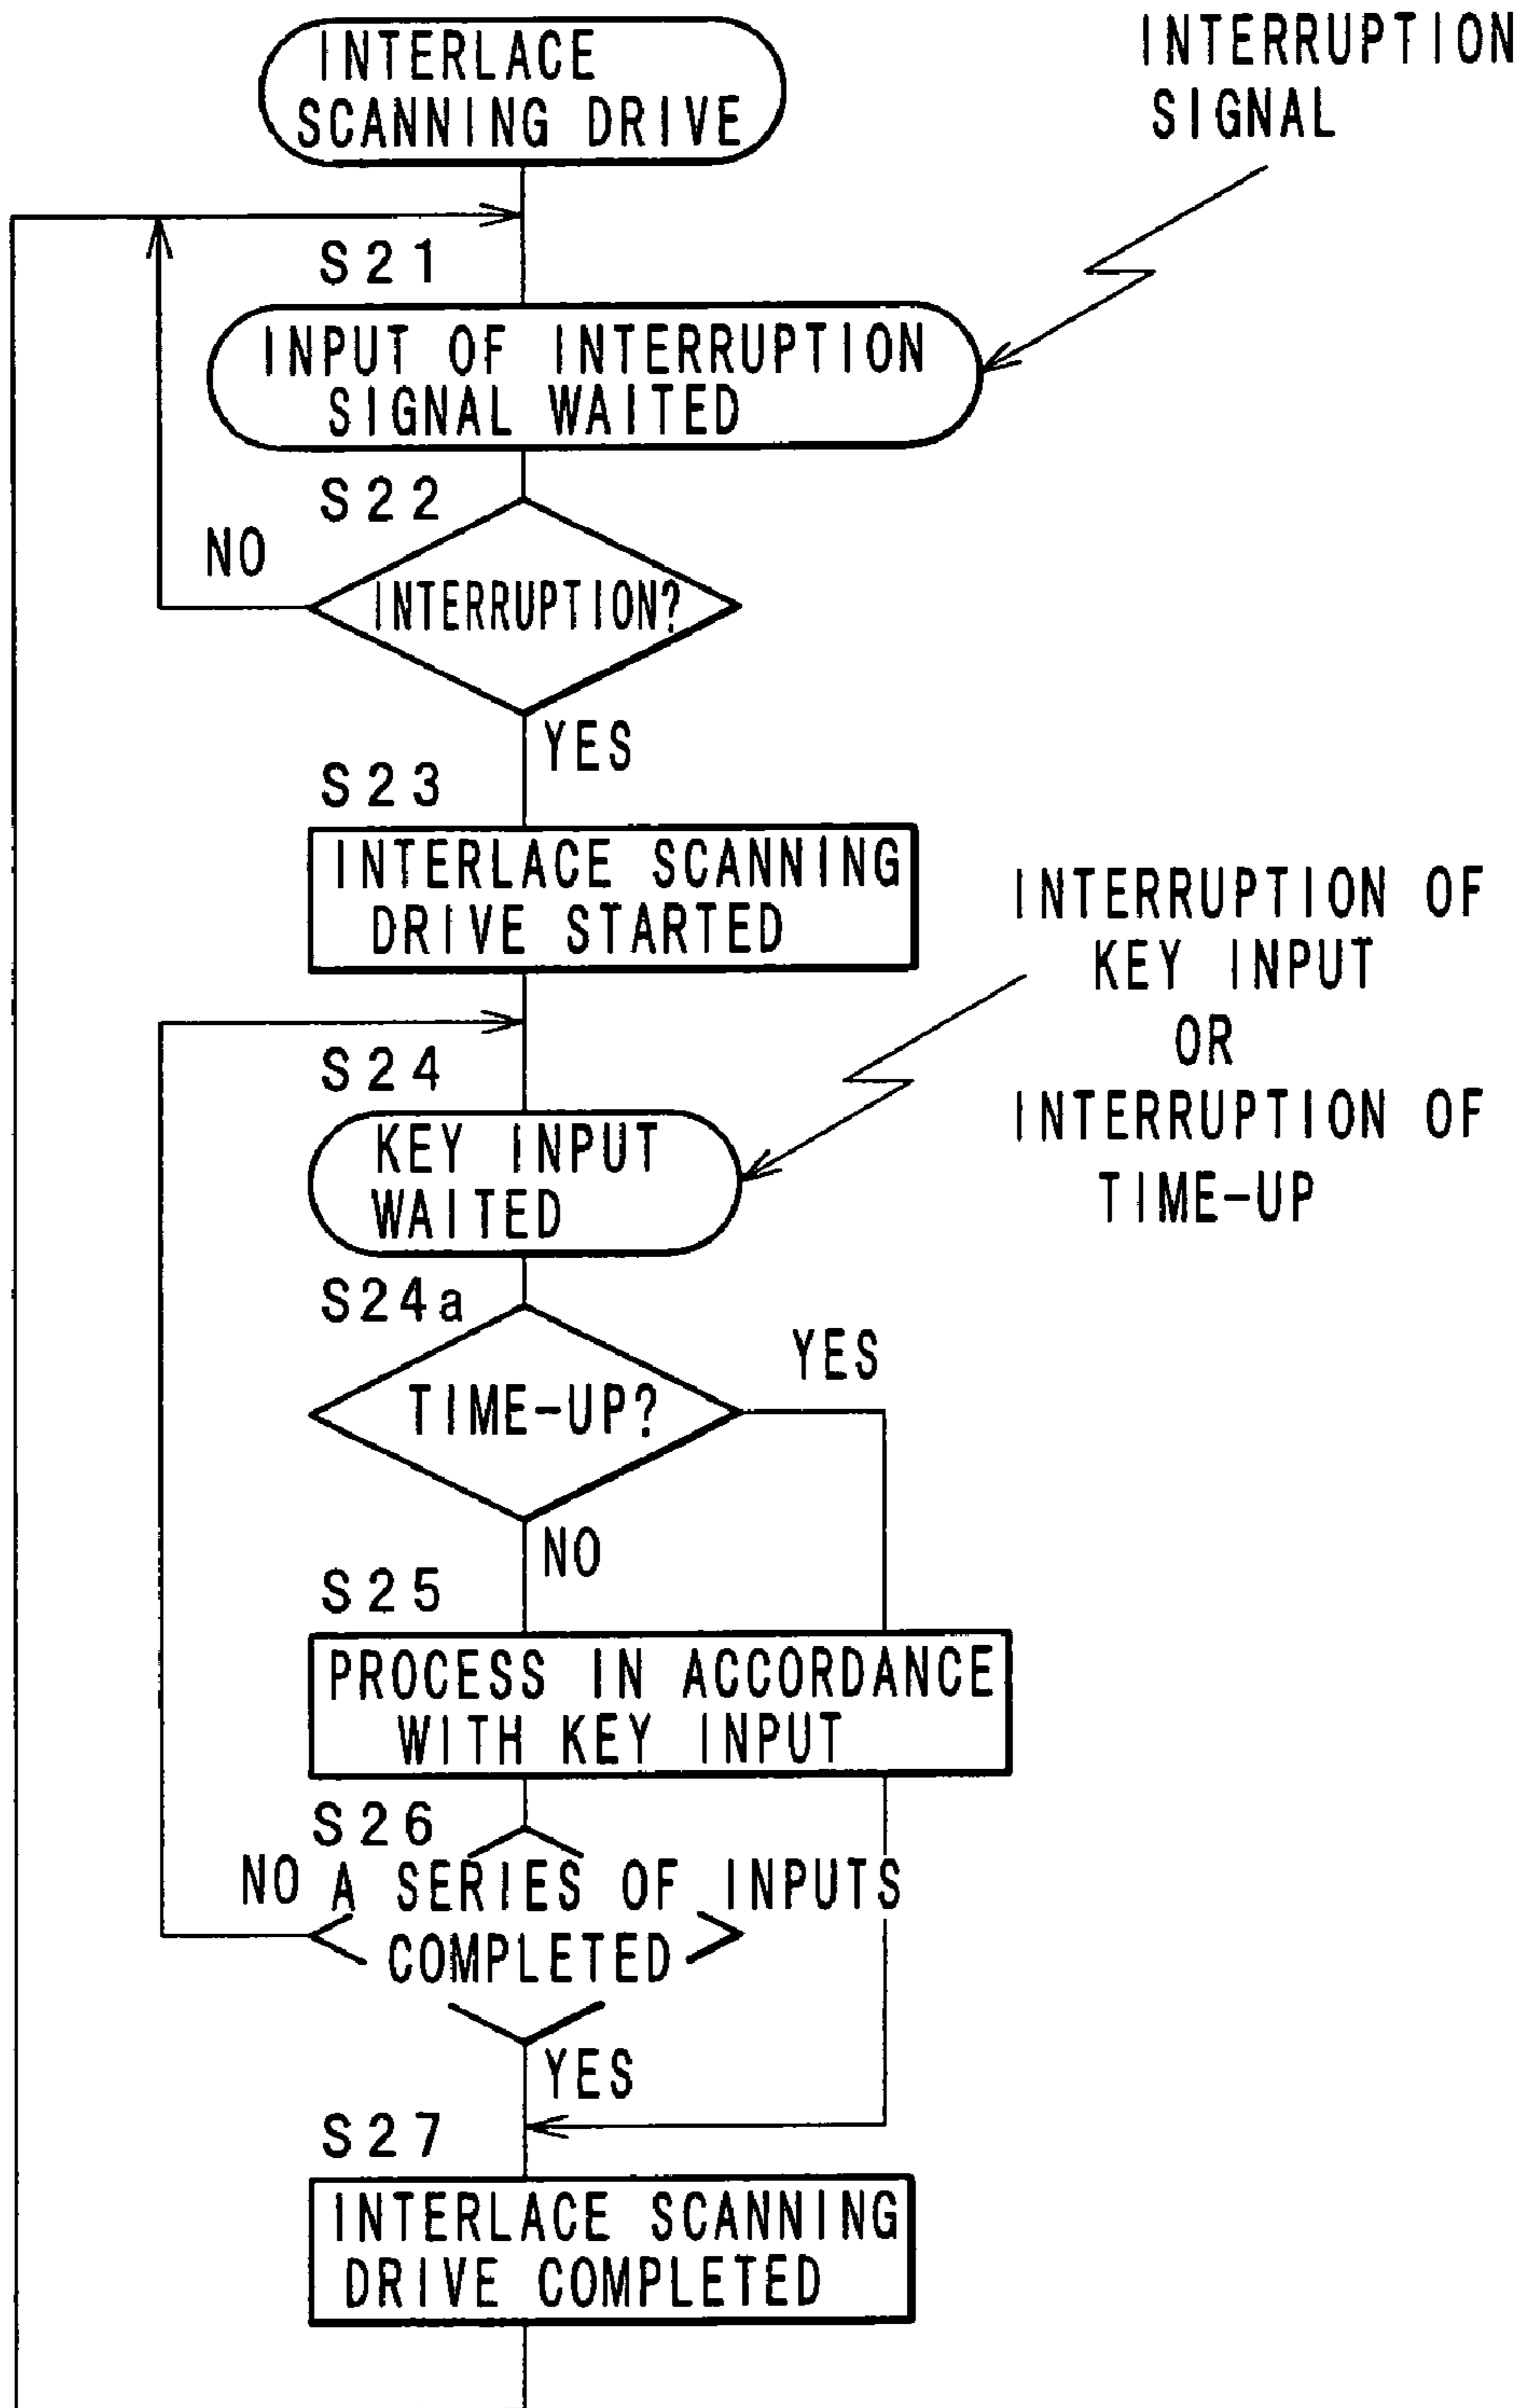 INTERLACE
SCANNING DRIVE
INTERRUPTION
SIGNAL
S21
INPUT OF INTERRUPTION
SIGNAL WAITED
S22
NO
INTERRUPTION?
YES
S23
INTERLACE SCANNING
DRIVE STARTED
INTERRUPTION OF
KEY INPUT
OR
INTERRUPTION OF
TIME-UP
S24
KEY INPUT
WAITED
S24a
YES
TIME-UP?
NO
S25
PROCESS IN ACCORDANCE
WITH KEY INPUT
S26
NO A SERIES OF INPUTS
COMPLETED
YES
S27
INTERLACE SCANNING
DRIVE COMPLETED